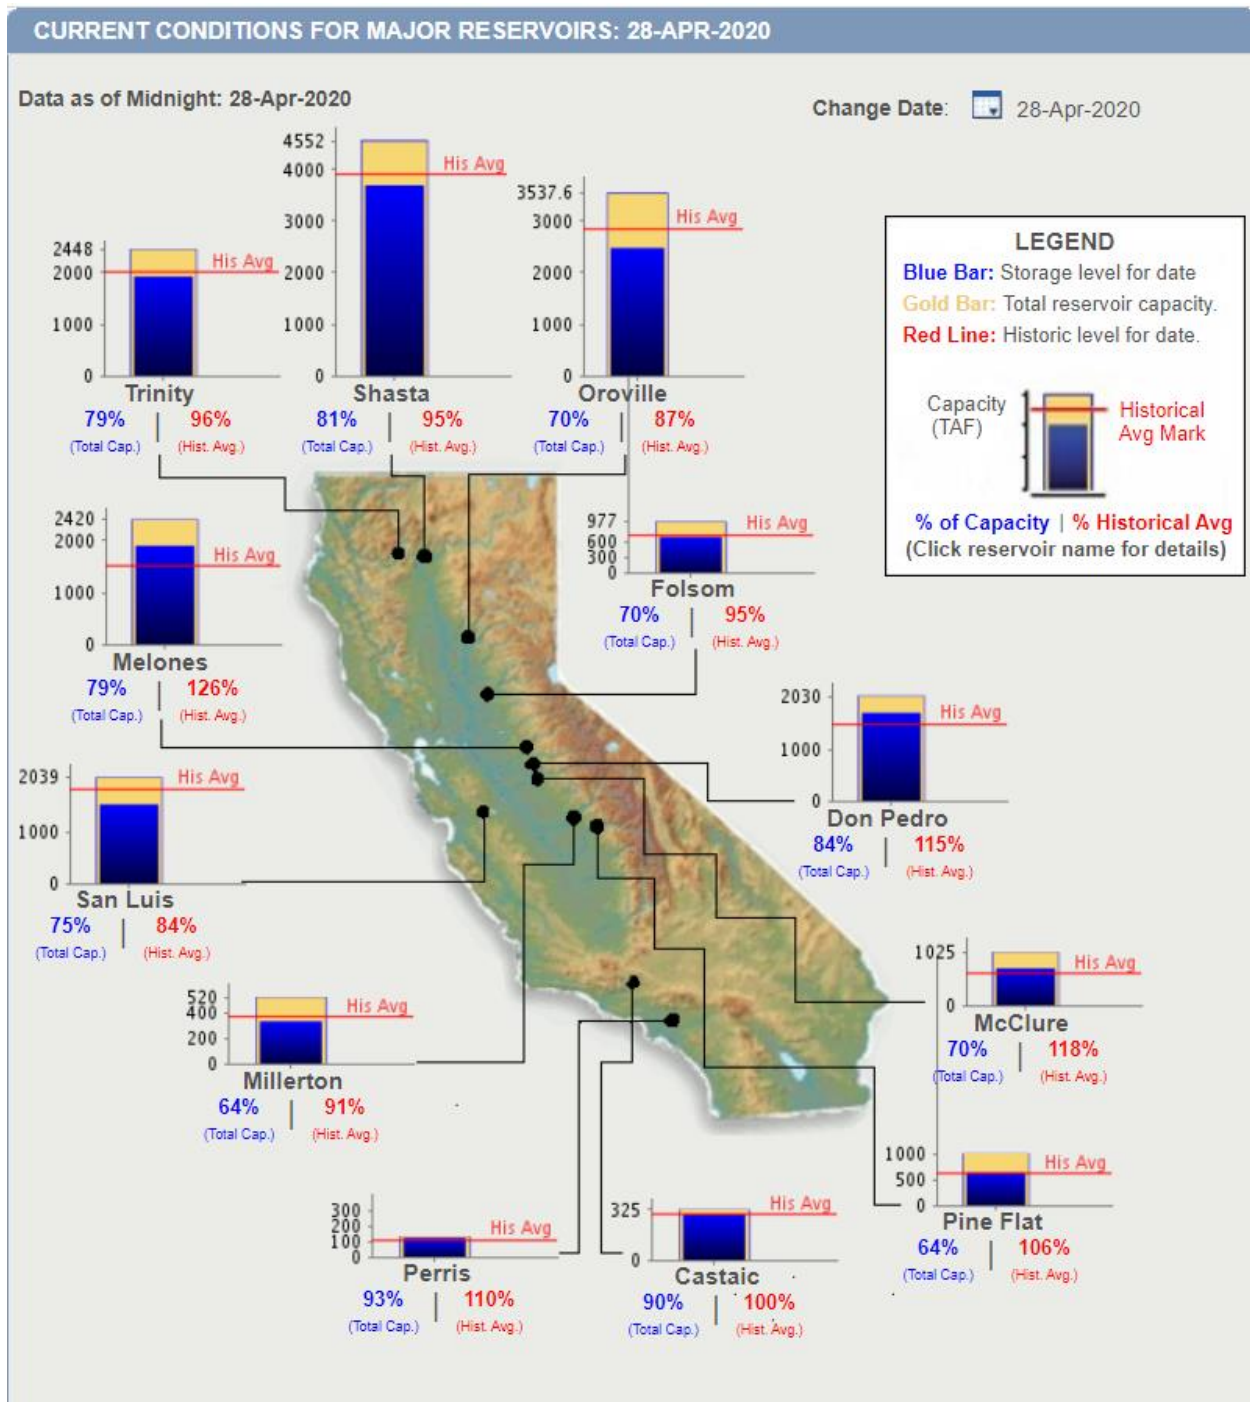 CURRENT CONDITIONS FOR MAJOR RESERVOIRS: 28-APR-2020
Data as of Midnight: 28-Apr-2020
Change Date: 28-Apr-2020
4552
4000
3000
2000
1000
0
His Avg
Shasta
81% | 95%
(Total Cap.) (Hist. Avg.)
3537.6
3000
2000
1000
0
His Avg
Oroville
70% | 87%
(Total Cap.) (Hist. Avg.)
2448
2000
1000
0
His Avg
Trinity
79% | 96%
(Total Cap.) (Hist. Avg.)
LEGEND
Blue Bar: Storage level for date
Gold Bar: Total reservoir capacity.
Red Line: Historic level for date.
Capacity
(TAF)
Historical
Avg Mark
% of Capacity | % Historical Avg
(Click reservoir name for details)
2420
2000
1000
0
His Avg
Melones
79% | 126%
(Total Cap.) (Hist. Avg.)
977
600
300
0
His Avg
Folsom
70% | 95%
(Total Cap.) (Hist. Avg.)
2030
1000
0
His Avg
Don Pedro
84% | 115%
(Total Cap.) (Hist. Avg.)
2039
1000
0
His Avg
San Luis
75% | 84%
(Total Cap.) (Hist. Avg.)
1025
0
His Avg
McClure
70% | 118%
(Total Cap.) (Hist. Avg.)
520
400
200
0
His Avg
Millerton
64% | 91%
(Total Cap.) (Hist. Avg.)
1000
500
0
His Avg
Pine Flat
64% | 106%
(Total Cap.) (Hist. Avg.)
300
200
100
0
His Avg
Perris
93% | 110%
(Total Cap.) (Hist. Avg.)
325
0
His Avg
Castaic
90% | 100%
(Total Cap.) (Hist. Avg.)